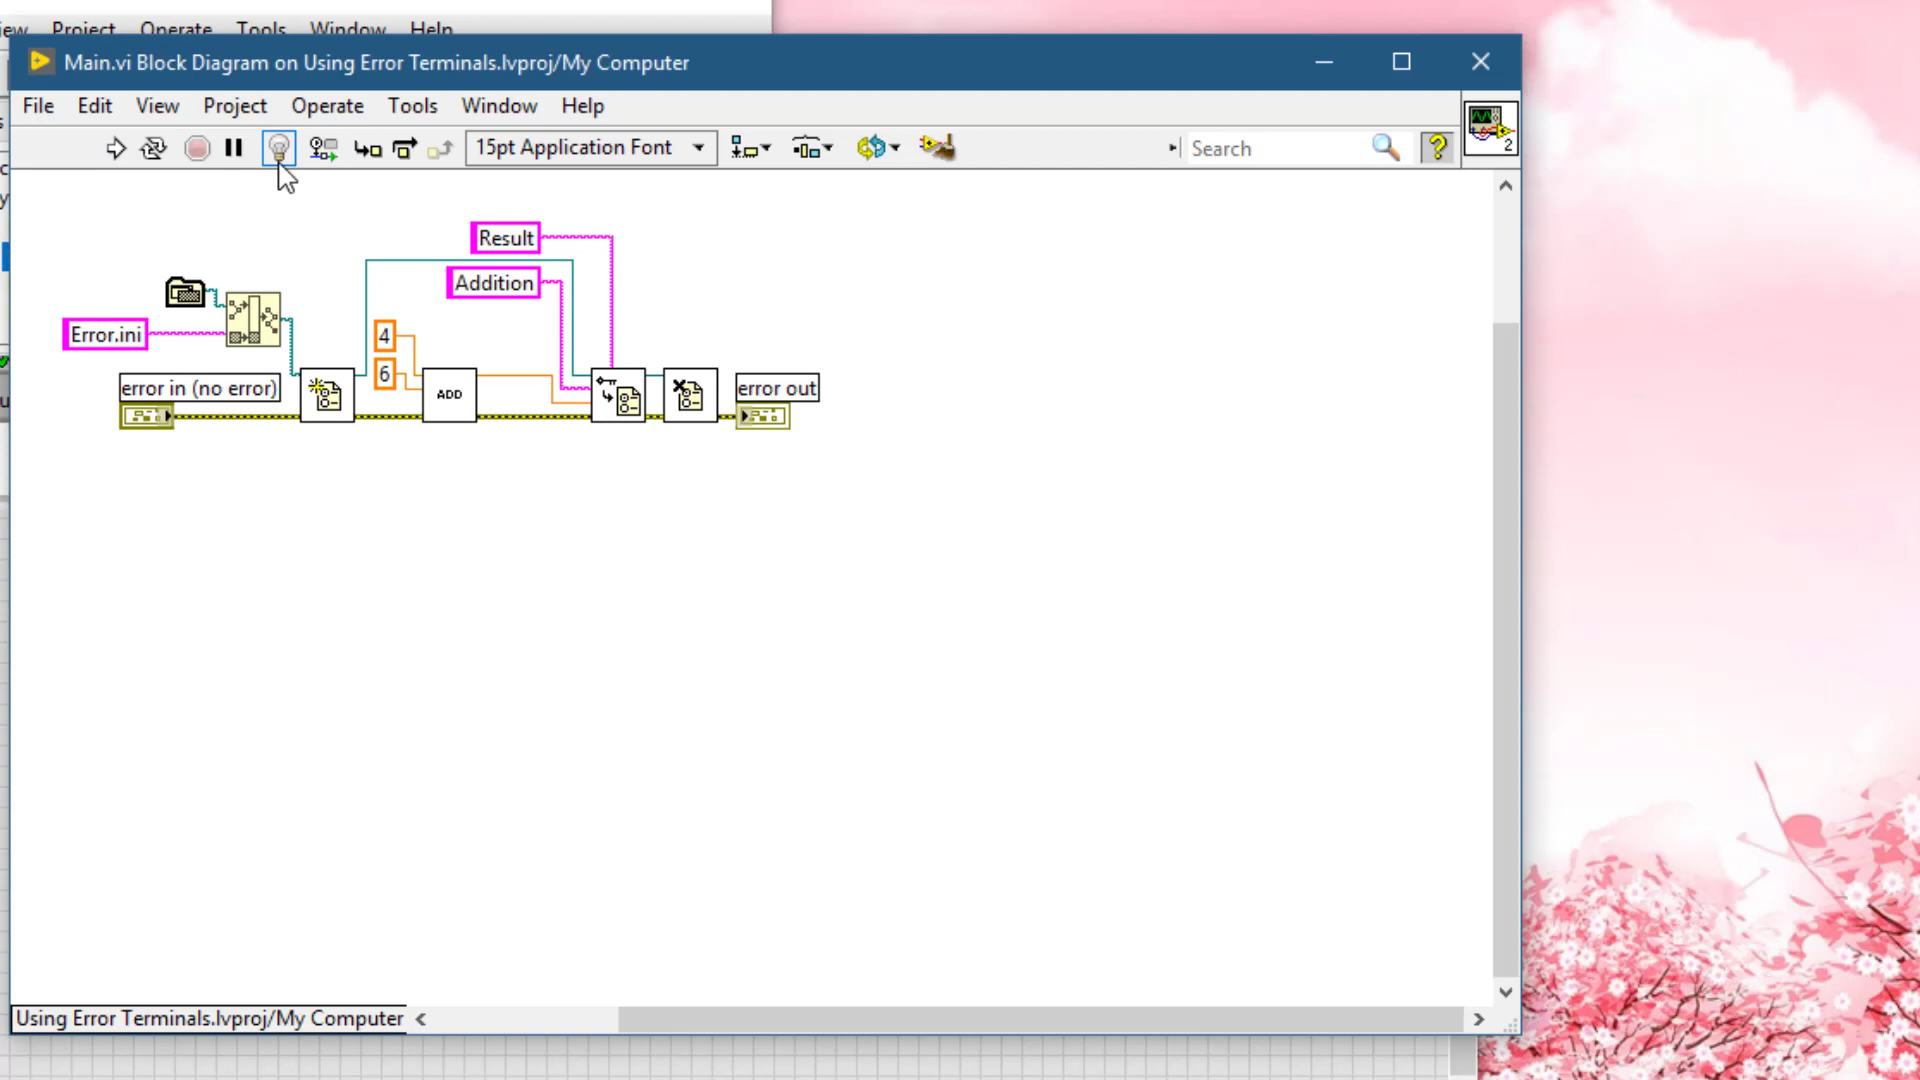 Project Operate Tools Window Help
Main.vi Block Diagram on Using Error Terminals.lvproj/My Computer
File Edit View Project Operate Tools Window Help
15pt Application Font
Search
2
Result
Addition
Error.ini
4
6
error in (no error)
ADD
error out
Using Error Terminals.lvproj/My Computer